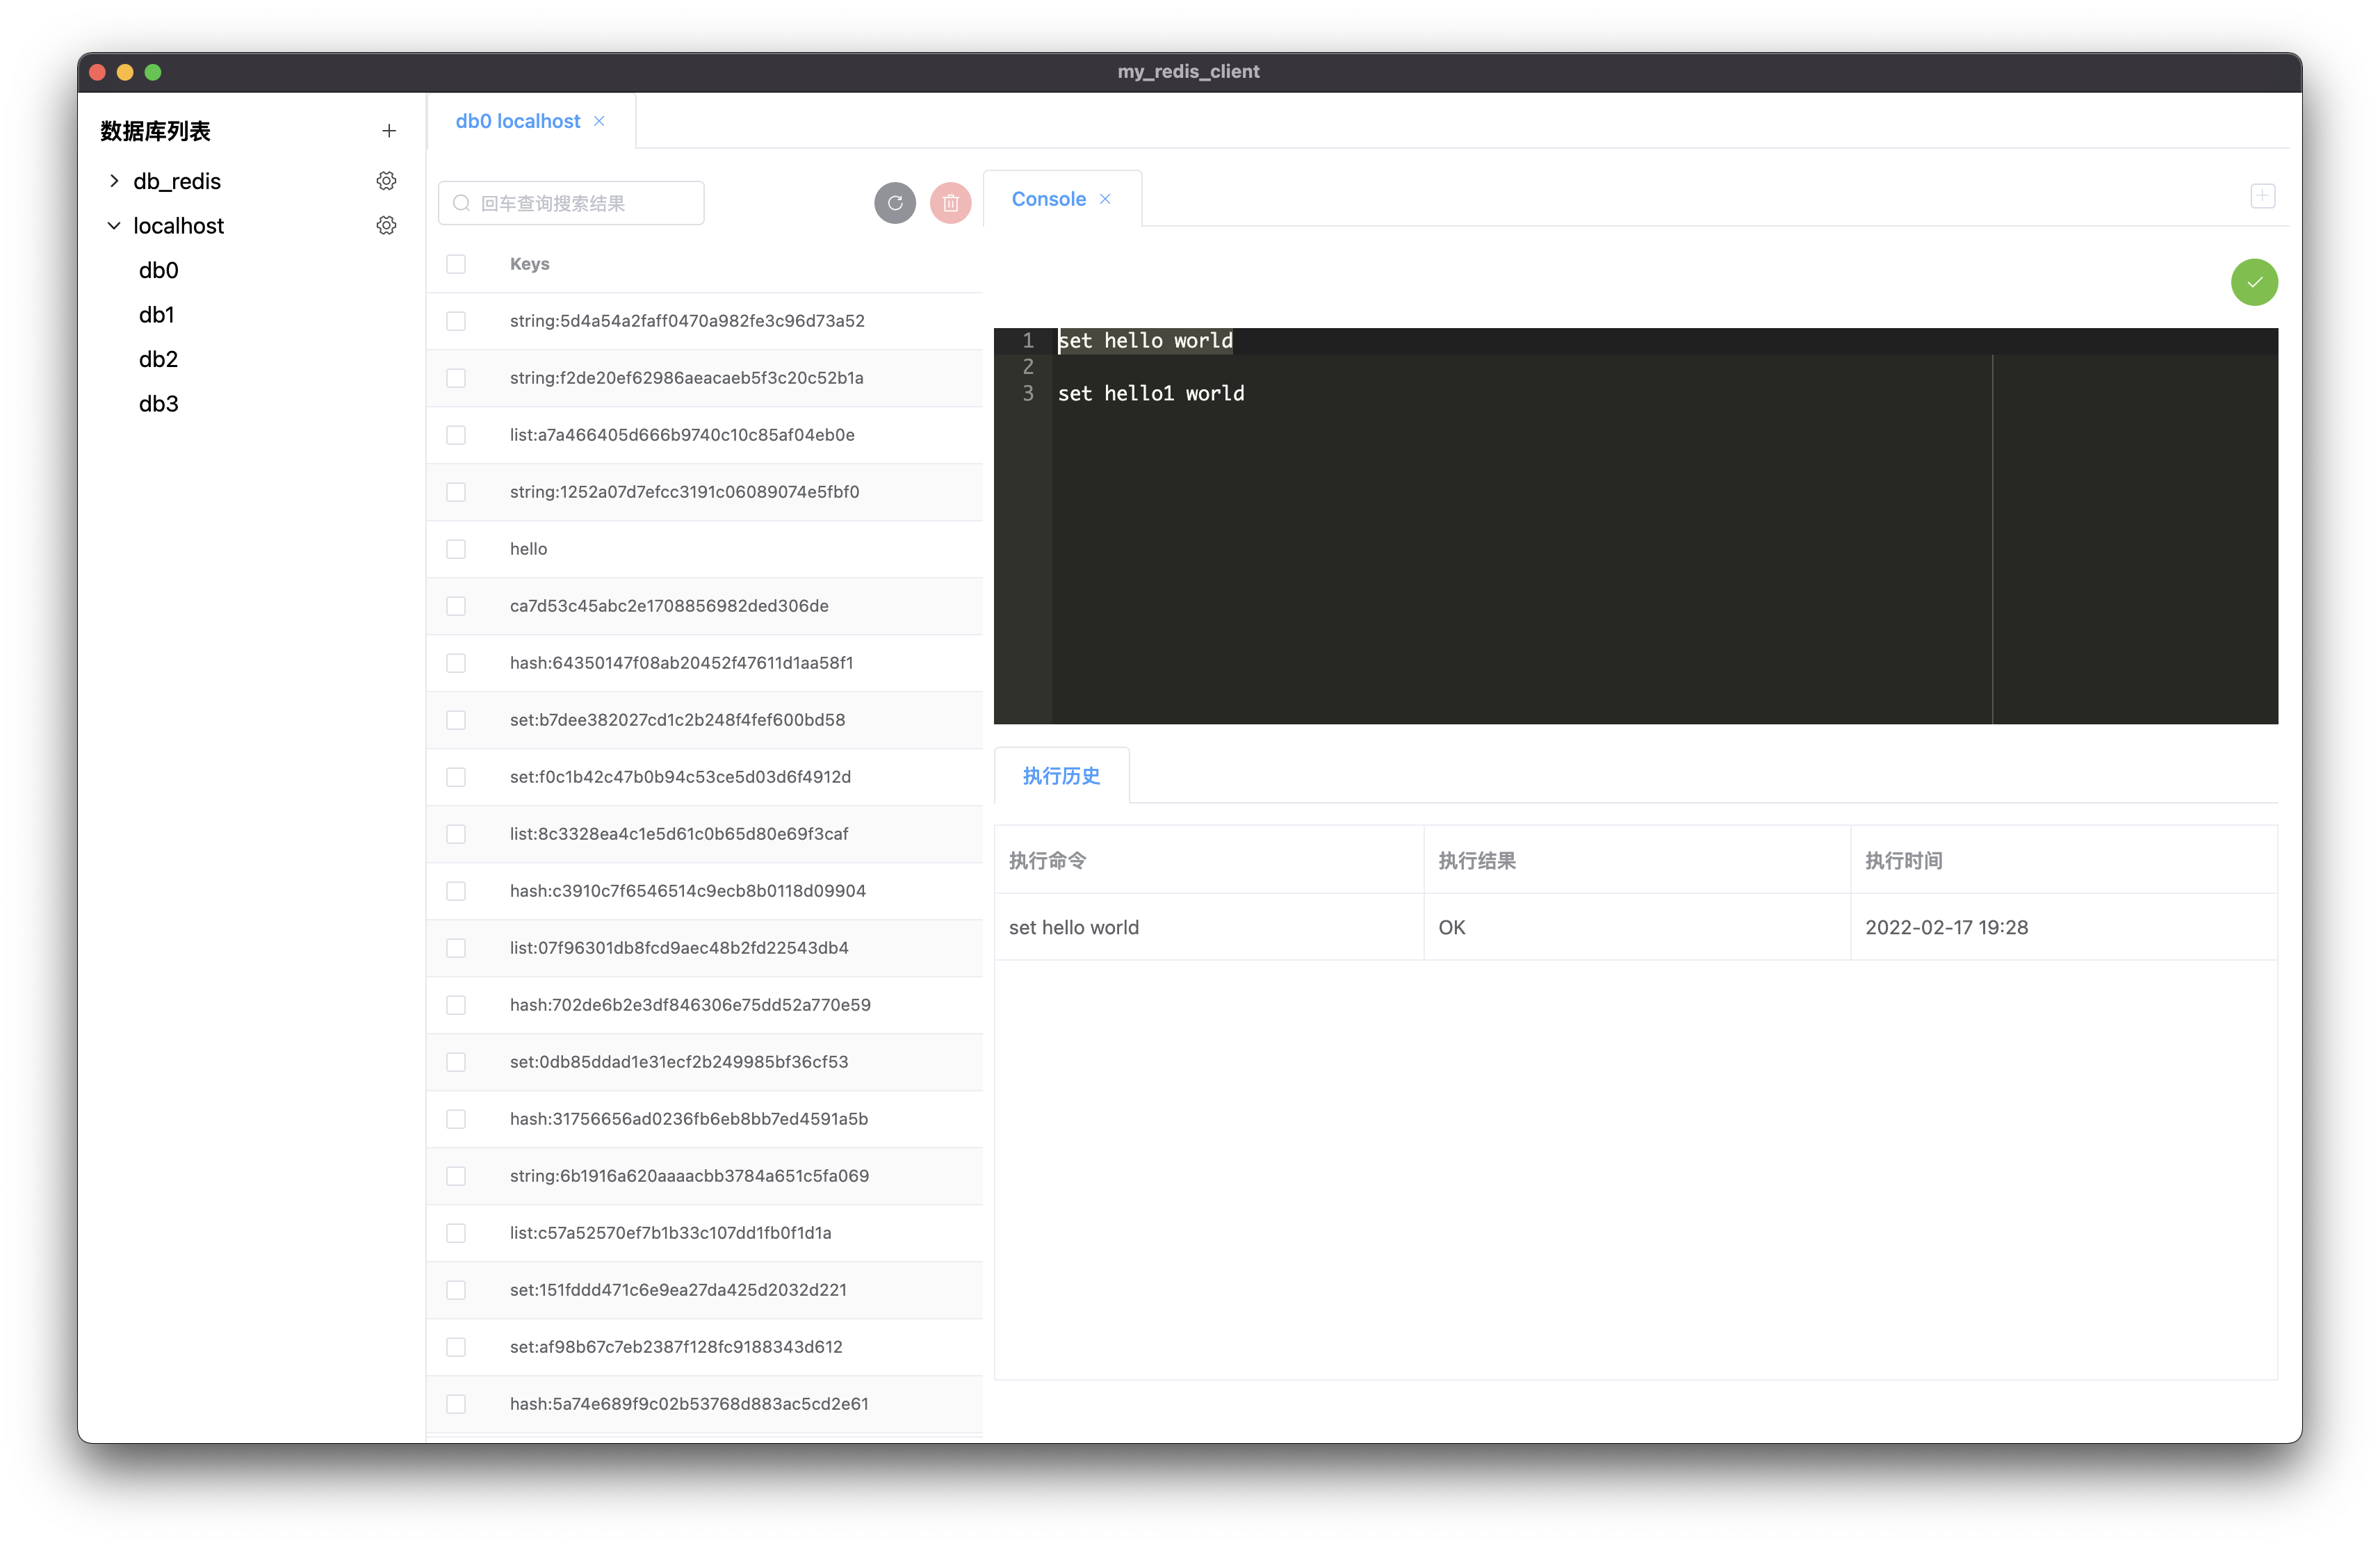 my_redis_client
数据库列表
db_redis
localhost
db0
db1
db2
db3
db0 localhost
回车查询搜索结果
Keys
string:5d4a54a2faff0470a982fe3c96d73a52
string:f2de20ef62986aeacaeb5f3c20c52b1a
list:a7a466405d666b9740c10c85af04eb0e
string:1252a07d7efcc3191c06089074e5fbf0
hello
ca7d53c45abc2e1708856982ded306de
hash:64350147f08ab20452f47611d1aa58f1
set:b7dee382027cd1c2b248f4fef600bd58
set:f0c1b42c47b0b94c53ce5d03d6f4912d
list:8c3328ea4c1e5d61c0b65d80e69f3caf
hash:c3910c7f6546514c9ecb8b0118d09904
list:07f96301db8fcd9aec48b2fd22543db4
hash:702de6b2e3df846306e75dd52a770e59
set:0db85ddad1e31ecf2b249985bf36cf53
hash:31756656ad0236fb6eb8bb7ed4591a5b
string:6b1916a620aaaacbb3784a651c5fa069
list:c57a52570ef7b1b33c107dd1fb0f1d1a
set:151fddd471c6e9ea27da425d2032d221
set:af98b67c7eb2387f128fc9188343d612
hash:5a74e689f9c02b53768d883ac5cd2e61
Console
1 set hello world
2
3 set hello1 world
执行历史
执行命令 执行结果 执行时间
set hello world OK 2022-02-17 19:28